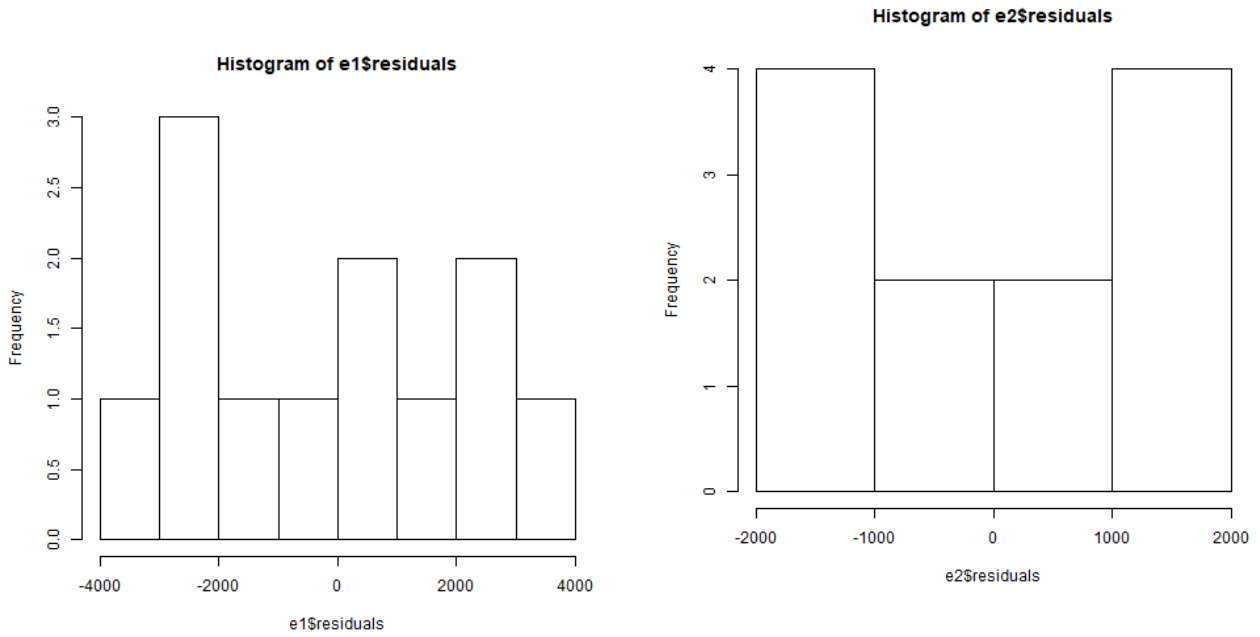 Histogram of e1$residuals
Frequency
3.0
2.5
2.0
1.5
1.0
0.5
0.0
-4000 -2000 0 2000 4000
e1$residuals
Histogram of e2$residuals
Frequency
4
3
2
1
0
-2000 -1000 0 1000 2000
e2$residuals